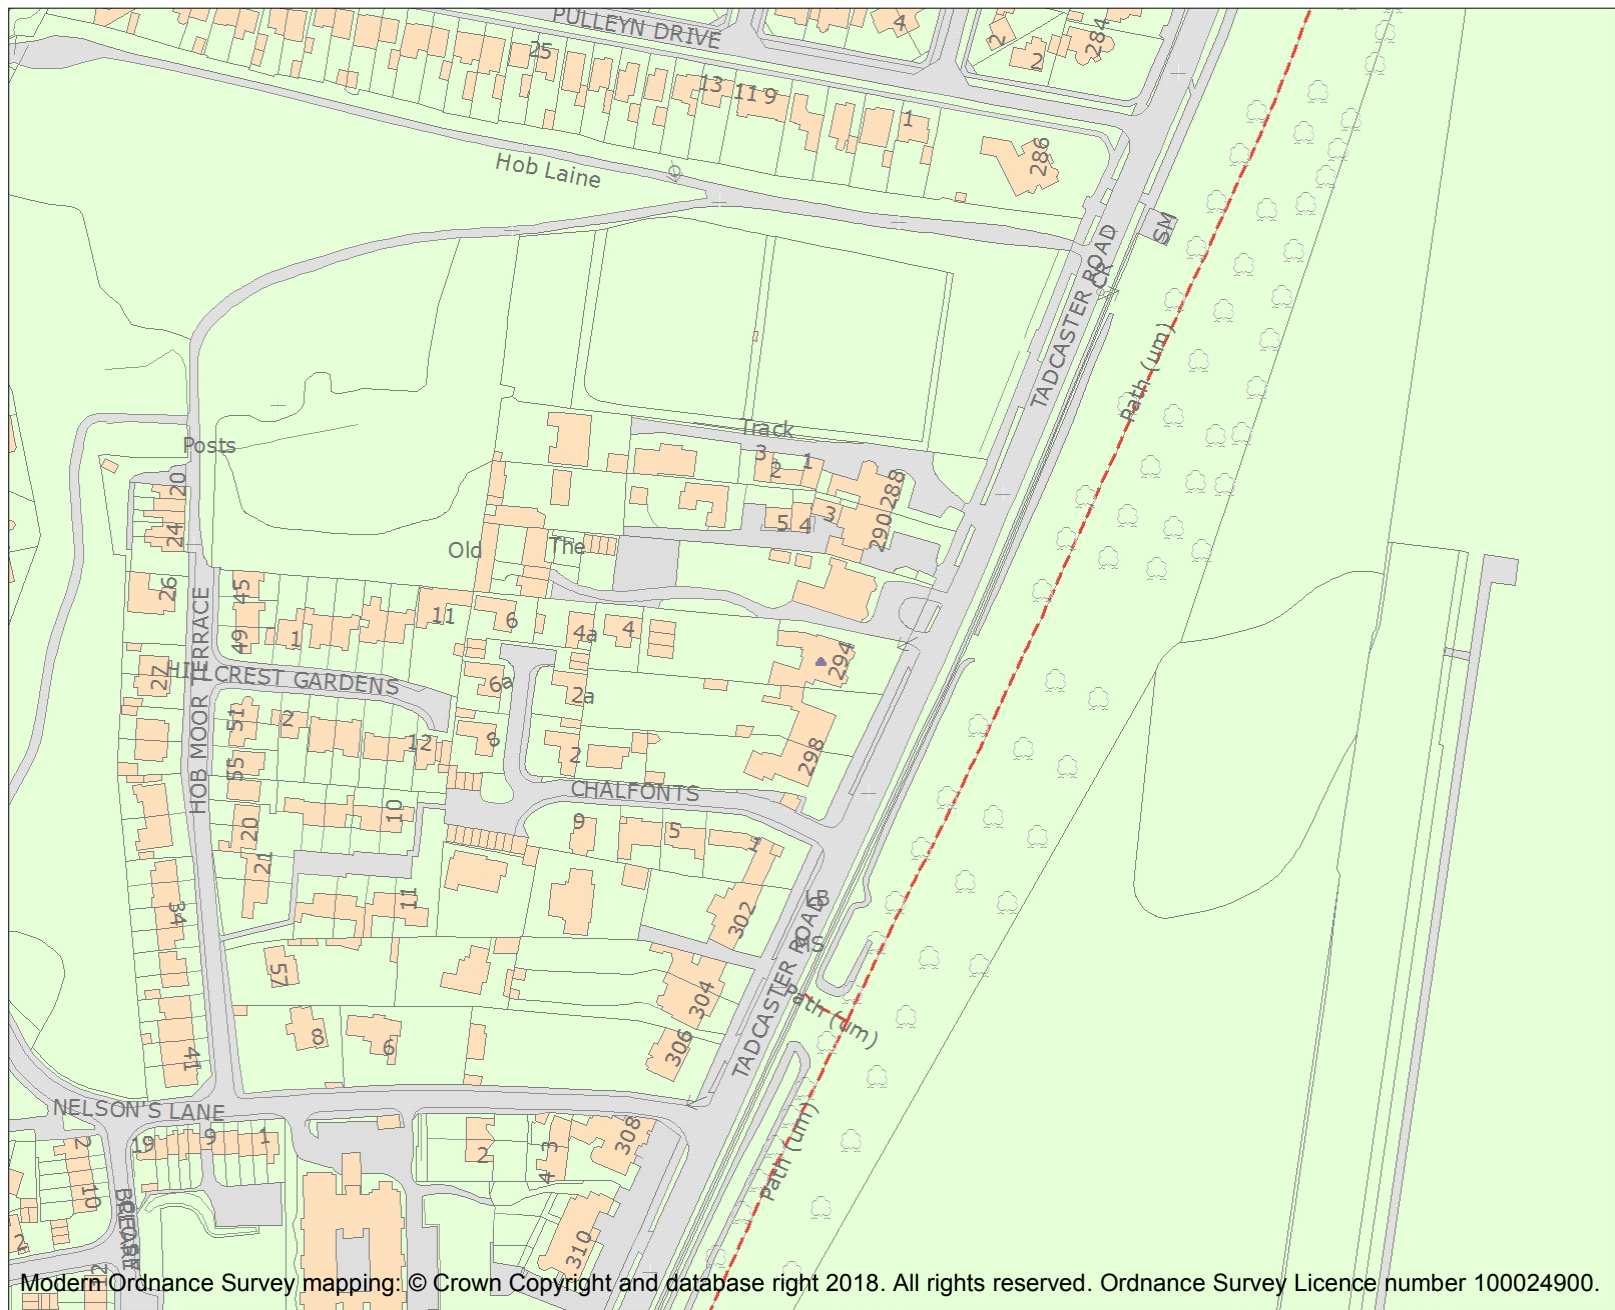 PULLEYN DRIVE
4
2
284
25
2
13
11
9
1
286
Hob Laine
SM
TADCASTER ROAD
CR
Path (um)
Track
Posts
3
2
1
288
20
5
4
3
290
24
Old
The
26
45
11
6
4a
4
49
1
294
HOB MOOR TERRACE
27
HILLCREST GARDENS
6a
2a
51
2
8
12
2
298
55
CHALFONTS
10
20
9
5
1
21
11
LB
34
302
TADCASTER ROAD
MS
57
304
Path (um)
8
6
306
41
NELSON'S LANE
2
19
9
1
2
3
4
308
Path (um)
10
2
310
Modern Ordnance Survey mapping: © Crown Copyright and database right 2018. All rights reserved. Ordnance Survey Licence number 100024900.